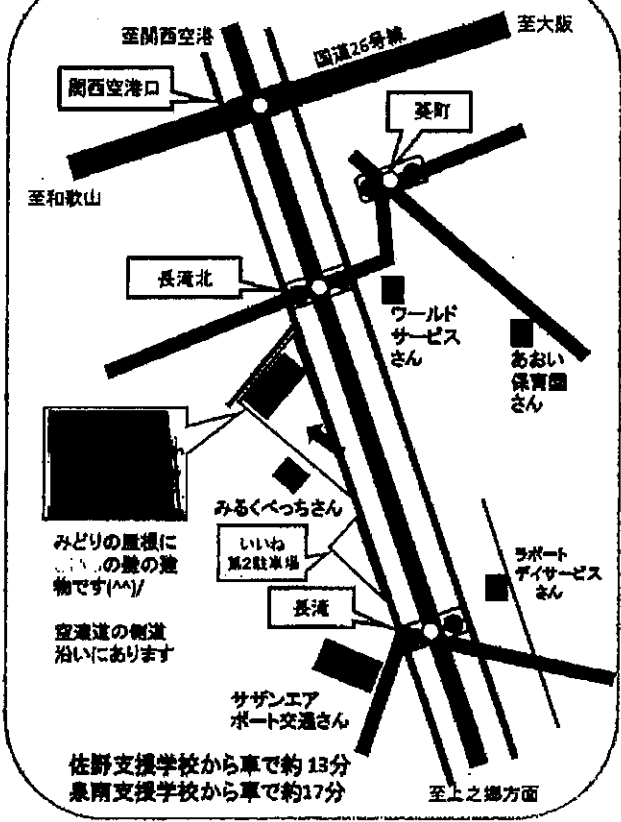 至関西空港
国道26号線
至大阪
関西空港口
葵町
至和歌山
長滝北
ワールド
サービス
さん
あおい
保育園
さん
みるくぺっちさん
みどりの屋根に
の壁の建
物です(^^)/
いいね
第2駐車場
ラポート
デイサービス
さん
長滝
空連道の側道
沿いにあります
サザンエア
ポート交通さん
佐野支援学校から車で約13分
泉南支援学校から車で約17分
至上之郷方面